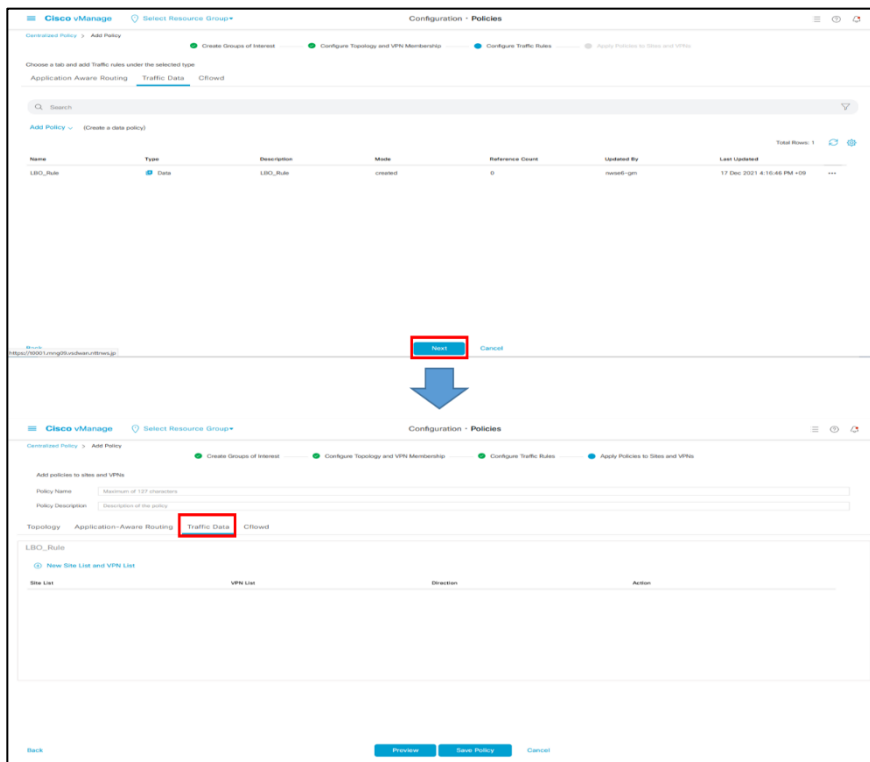 Cisco vManage Select Resource Group Configuration · Policies
Centralized Policy > Add Policy
Create Groups of Interest Configure Topology and VPN Membership Configure Traffic Rules Apply Policies to Sites and VPNs
Choose a tab and add Traffic rules under the selected type
Application Aware Routing Traffic Data Cflowd
Search
Add Policy (Create a data policy)
Total Rows: 1
Name Type Description Mode Reference Count Updated By Last Updated
LBO_Rule Data LBO_Rule created 0 17 Dec 2021 4:16:46 PM +09
Next Cancel
Cisco vManage Select Resource Group Configuration · Policies
Centralized Policy > Add Policy
Create Groups of Interest Configure Topology and VPN Membership Configure Traffic Rules Apply Policies to Sites and VPNs
Add policies to sites and VPNs
Policy Name Maximum of 127 characters
Policy Description Description of the policy
Topology Application-Aware Routing Traffic Data Cflowd
LBO_Rule
New Site List and VPN List
Site List VPN List Direction Action
Back Preview Save Policy Cancel